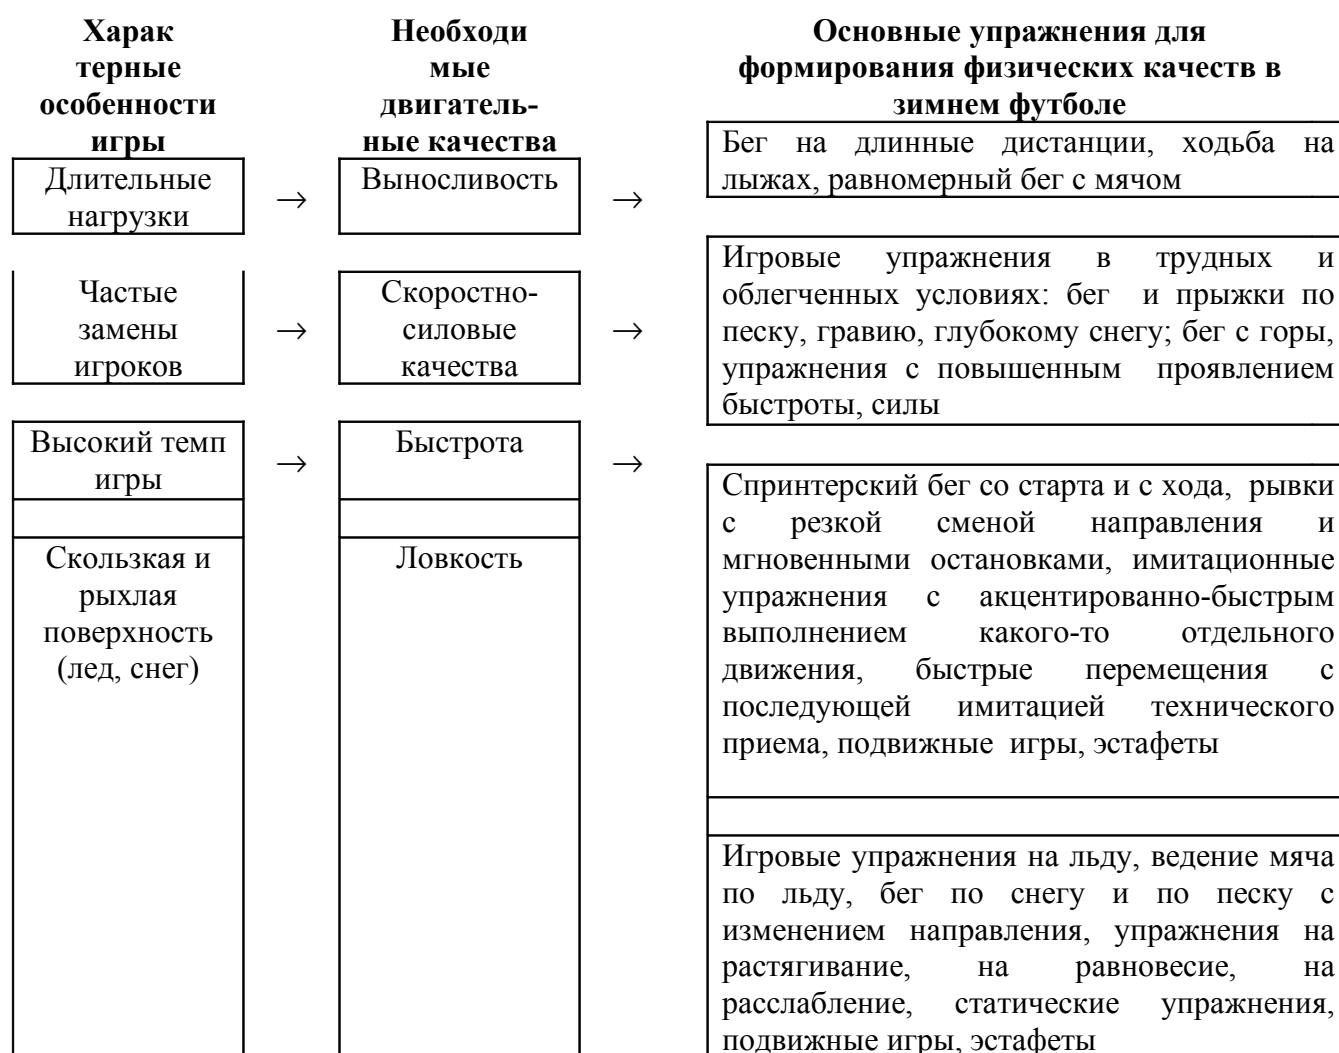 Харак
терные
особенности
игры
Необходи
мые
двигатель-
ные качества
Основные упражнения для
формирования физических качеств в
зимнем футболе
Длительные
нагрузки
→
Выносливость
→
Бег на длинные дистанции, ходьба на
лыжах, равномерный бег с мячом
Частые
замены
игроков
→
Скоростно-
силовые
качества
→
Игровые упражнения в трудных и
облегченных условиях: бег и прыжки по
песку, гравию, глубокому снегу; бег с горы,
упражнения с повышенным проявлением
быстроты, силы
Высокий темп
игры
→
Быстрота
→
Спринтерский бег со старта и с хода, рывки
с резкой сменой направления и
мгновенными остановками, имитационные
упражнения с акцентированно-быстрым
выполнением какого-то отдельного
движения, быстрые перемещения с
последующей имитацией технического
приема, подвижные игры, эстафеты
Скользкая и
рыхлая
поверхность
(лед, снег)
Ловкость
Игровые упражнения на льду, ведение мяча
по льду, бег по снегу и по песку с
изменением направления, упражнения на
растягивание, на равновесие, на
расслабление, статические упражнения,
подвижные игры, эстафеты